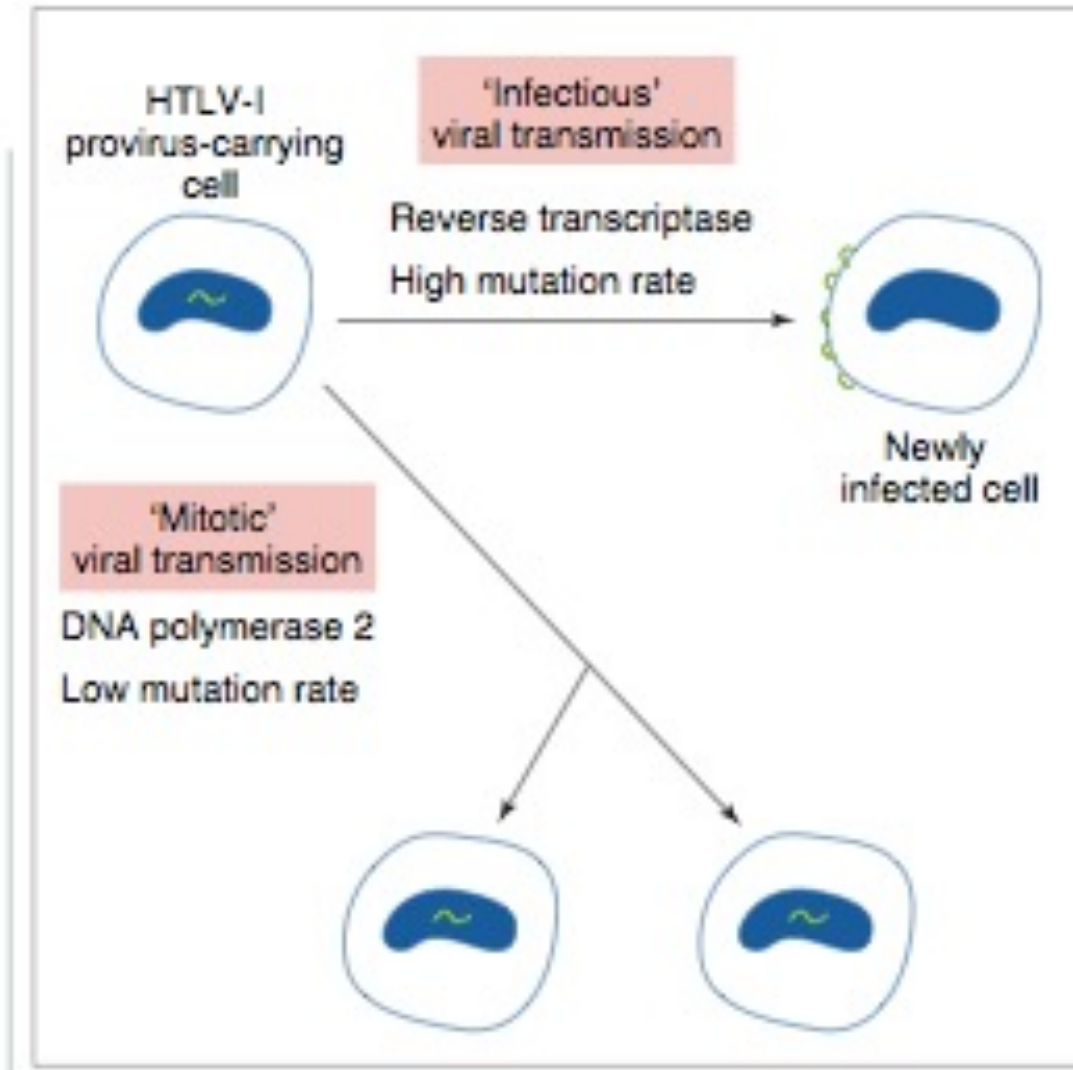 HTLV-I
provirus-carrying
cell
'Infectious'
viral transmission
Reverse transcriptase
High mutation rate
Newly
infected cell
'Mitotic'
viral transmission
DNA polymerase 2
Low mutation rate